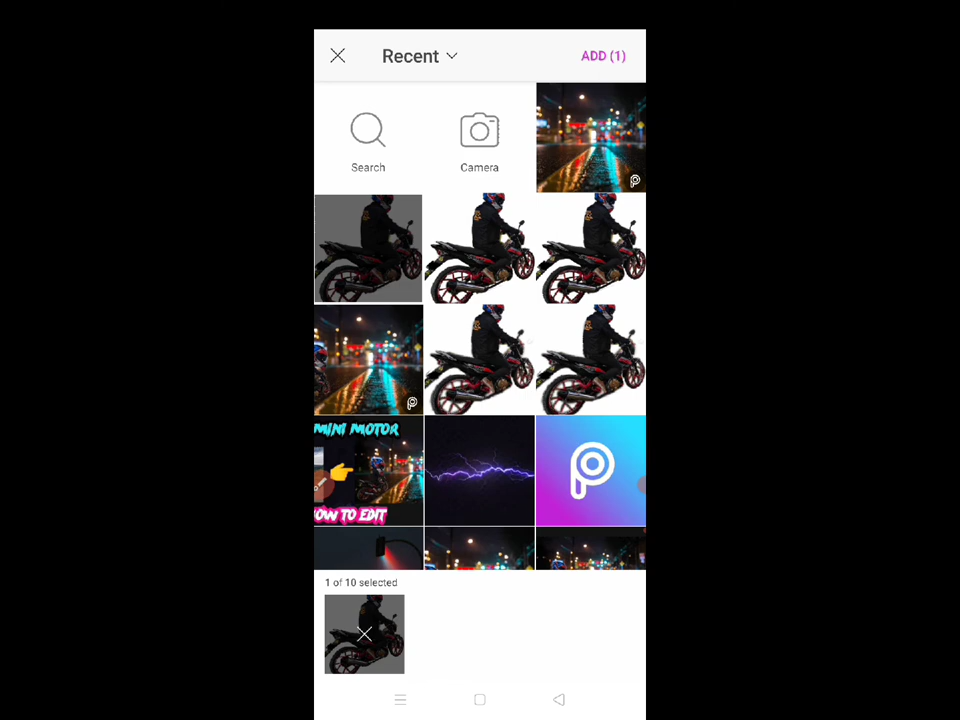 Recent
ADD (1)
Search
Camera
MINI MOTOR
HOW TO EDIT
1 of 10 selected